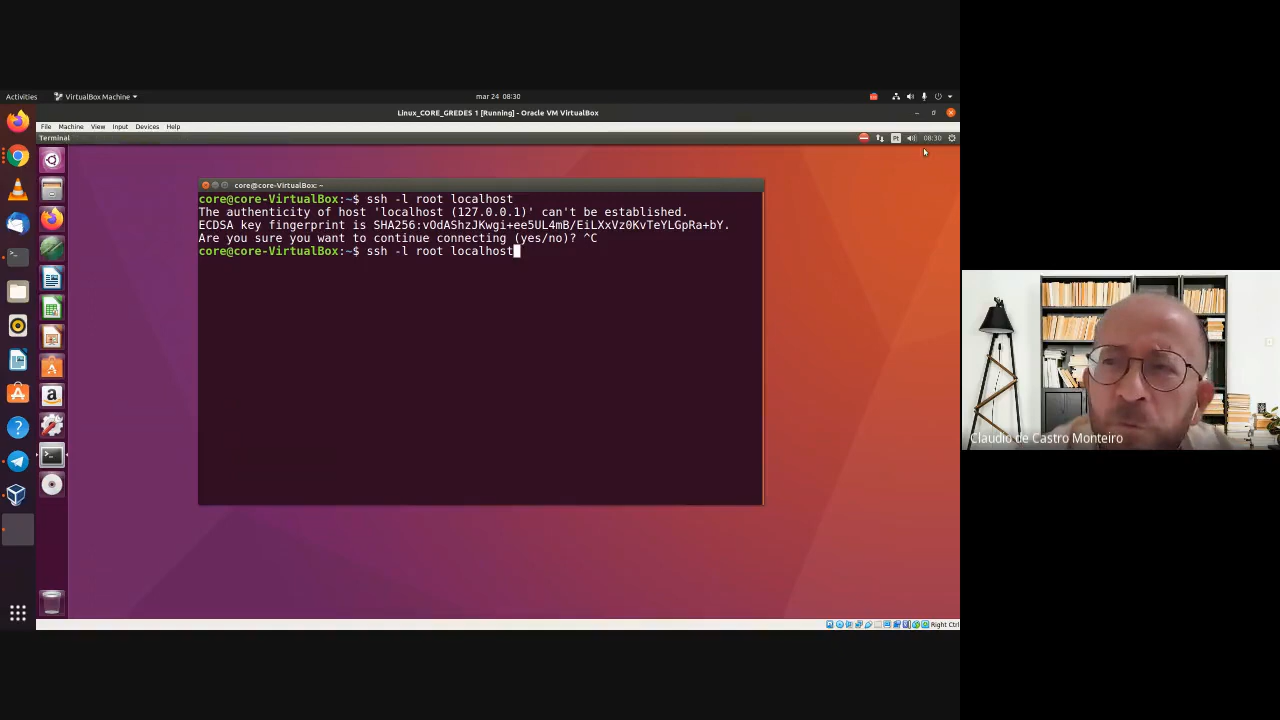 Activities
VirtualBox Machine
mar 24 08:30
Linux_CORE_GREDES 1 [Running] - Oracle VM VirtualBox
File Machine View Input Devices Help
Terminal
Pt
08:30
core@core-VirtualBox: ~
core@core-VirtualBox:~$ ssh -l root localhost
The authenticity of host 'localhost (127.0.0.1)' can't be established.
ECDSA key fingerprint is SHA256:vOdAShzJKwgi+ee5UL4mB/EiLXxVz0KvTeYLGpRa+bY.
Are you sure you want to continue connecting (yes/no)? ^C
core@core-VirtualBox:~$ ssh -l root localhost
Claudio de Castro Monteiro
Right Ctrl